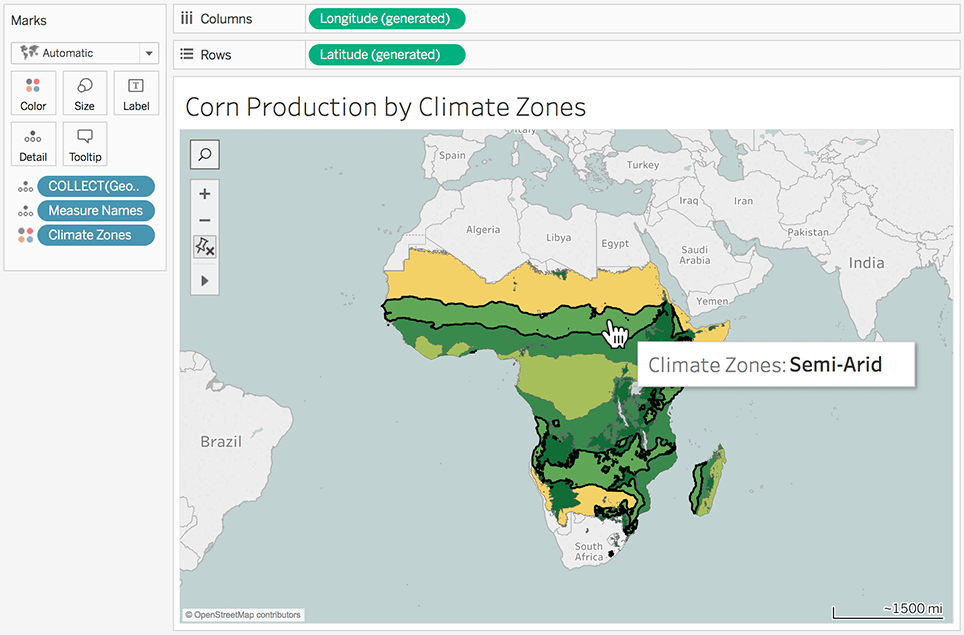 Marks
Automatic
Color
Size
Label
Detail
Tooltip
COLLECT(Geo..
Measure Names
Climate Zones
Columns
Longitude (generated)
Rows
Latitude (generated)
Corn Production by Climate Zones
Italy
Spain
Turkey
Algeria
Libya
Egypt
Iraq
Iran
Pakistan
Saudi
Arabia
India
Yemen
Climate Zones: Semi-Arid
Brazil
South
Africa
© OpenStreetMap contributors
~1500 mi